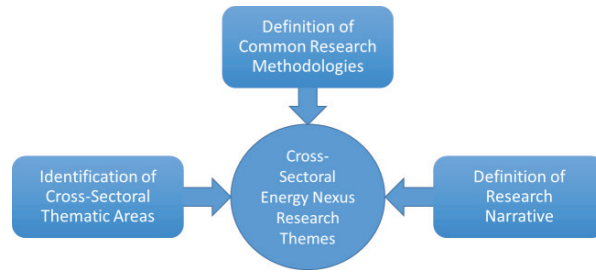 Definition of
Common Research
Methodologies
Identification of
Cross-Sectoral
Thematic Areas
Cross-
Sectoral
Energy Nexus
Research
Themes
Definition of
Research
Narrative